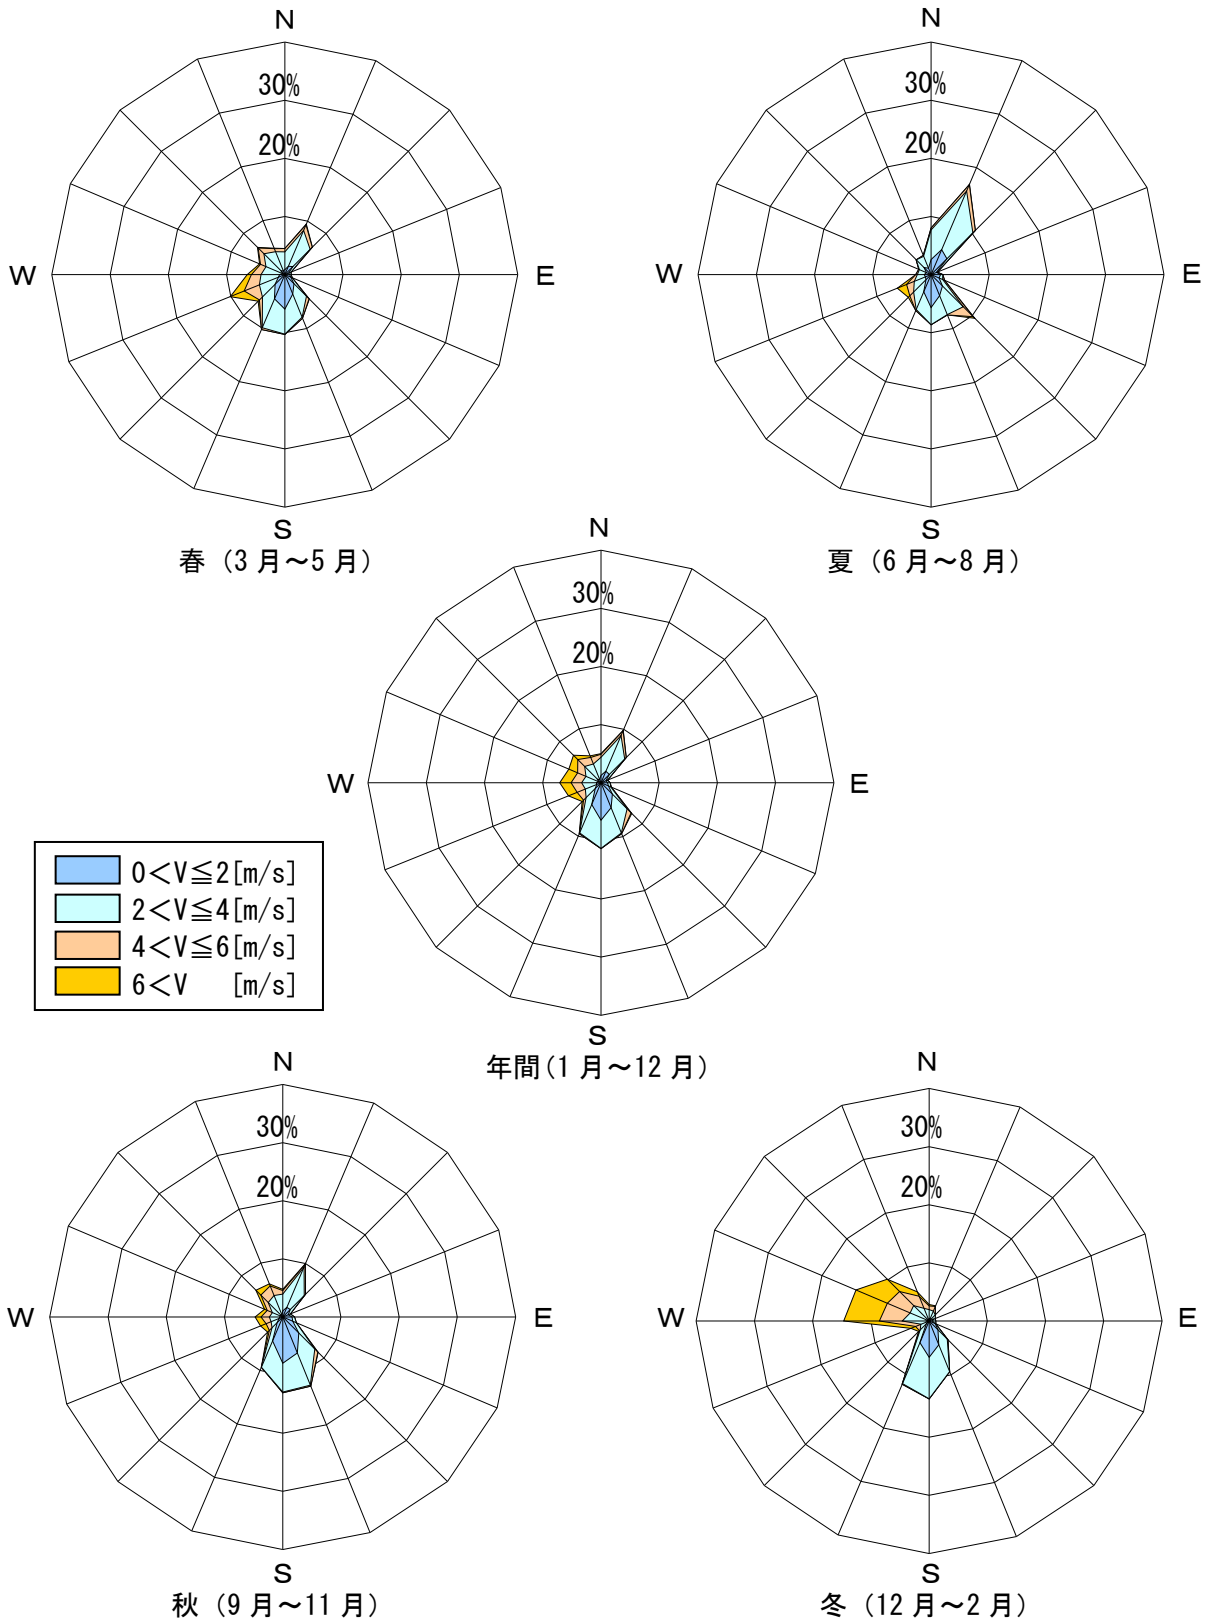 N
30%
20%
W
E
S
春（3月～5月）
N
30%
20%
W
E
S
夏（6月～8月）
N
30%
20%
W
E
S
年間(1月～12月)
0＜V≦2[m/s]
2＜V≦4[m/s]
4＜V≦6[m/s]
6＜V [m/s]
N
30%
20%
W
E
S
秋（9月～11月）
N
30%
20%
W
E
S
冬（12月～2月）